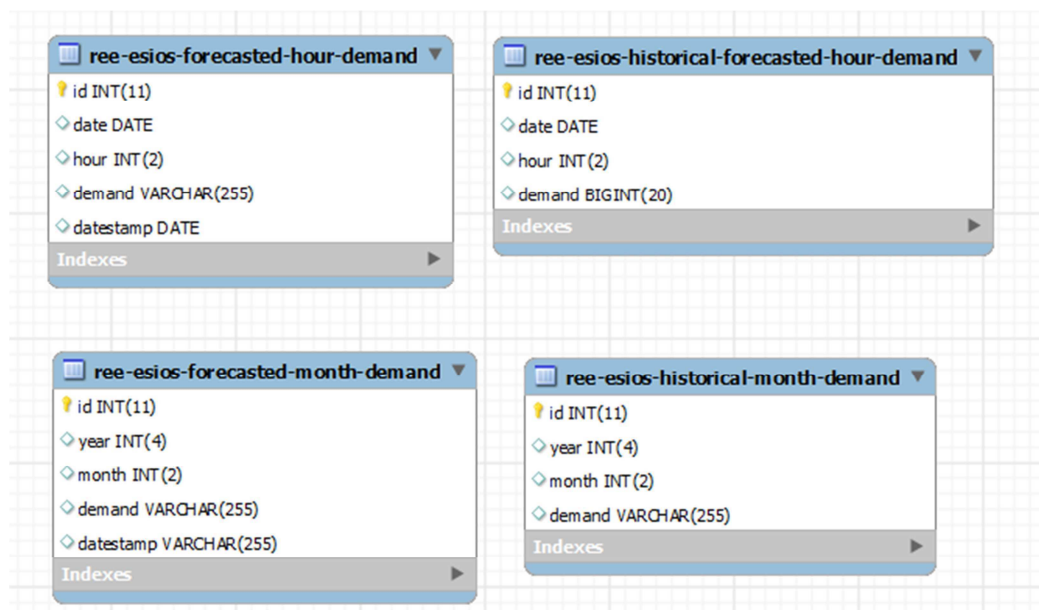 ree-esios-forecasted-hour-demand
id INT(11)
date DATE
hour INT(2)
demand VARCHAR(255)
datestamp DATE
Indexes
ree-esios-historical-forecasted-hour-demand
id INT(11)
date DATE
hour INT(2)
demand BIGINT(20)
Indexes
ree-esios-forecasted-month-demand
id INT(11)
year INT(4)
month INT(2)
demand VARCHAR(255)
datestamp VARCHAR(255)
Indexes
ree-esios-historical-month-demand
id INT(11)
year INT(4)
month INT(2)
demand VARCHAR(255)
Indexes